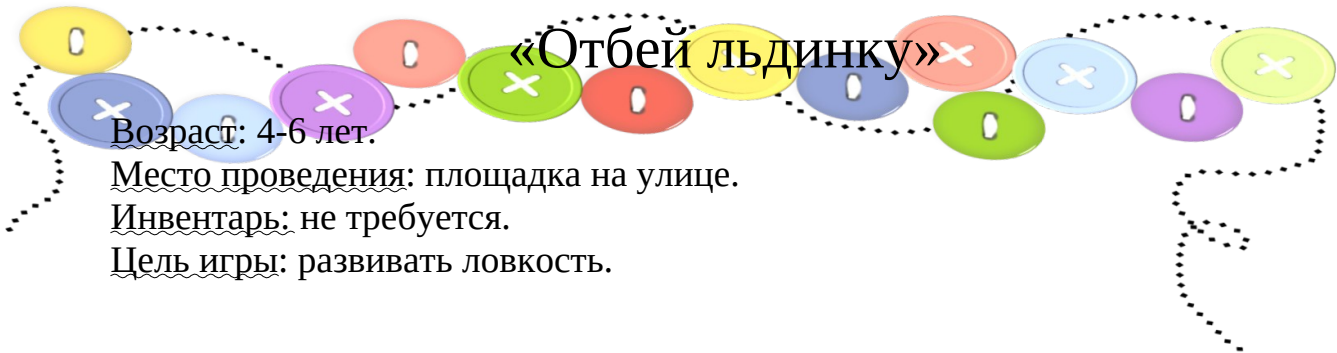 «Отбей льдинку»
Возраст: 4-6 лет.
Место проведения: площадка на улице.
Инвентарь: не требуется.
Цель игры: развивать ловкость.